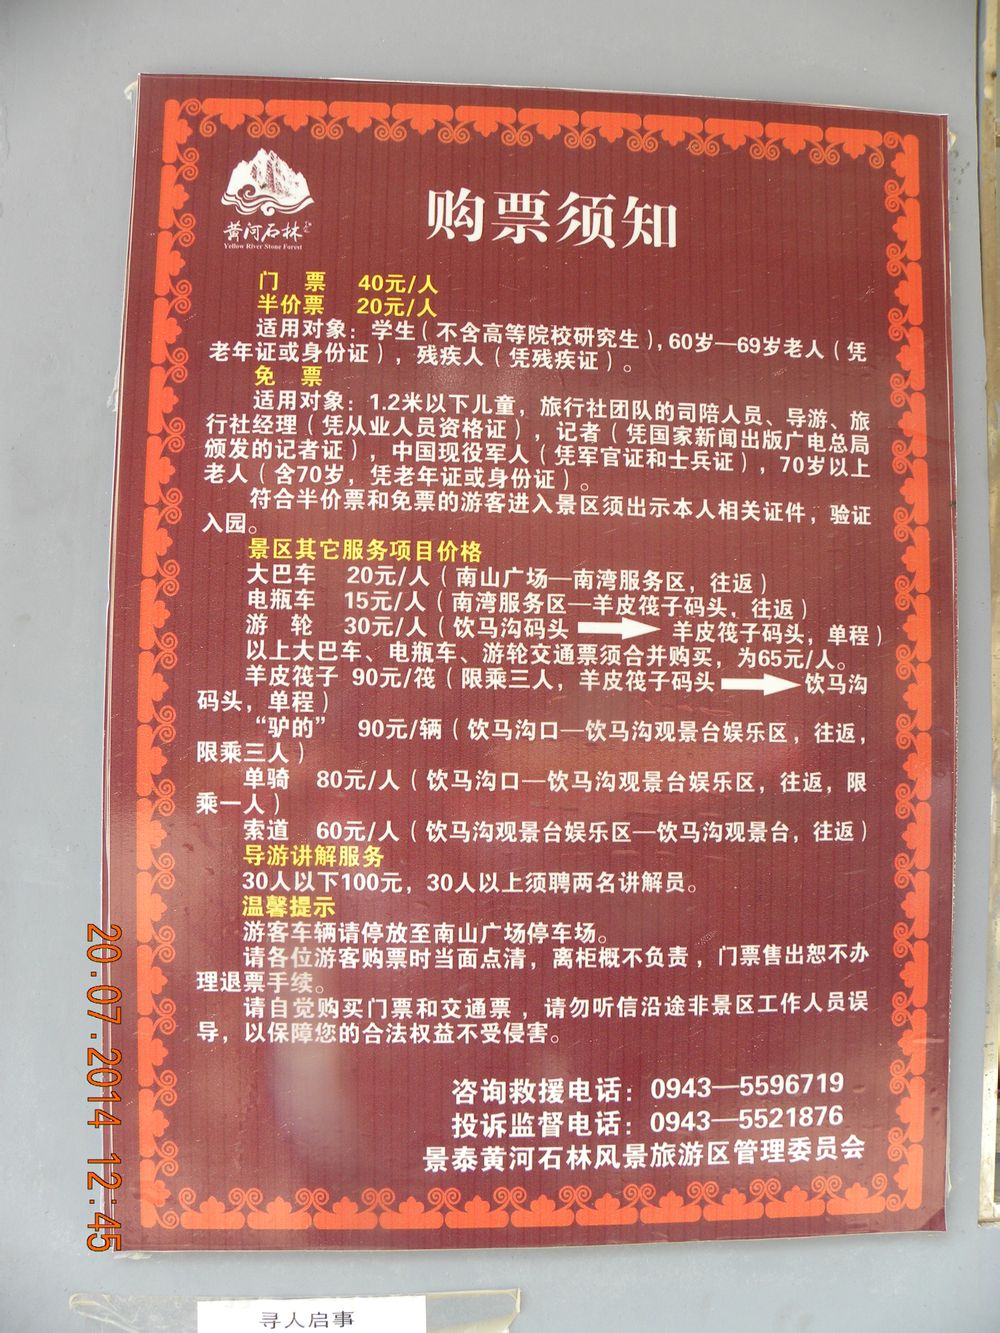 黄河石林
Yellow River Stone Forest
购票须知
门 票 40元/人
半价票 20元/人
适用对象：学生（不含高等院校研究生），60岁—69岁老人（凭
老年证或身份证），残疾人（凭残疾证）。
免 票
适用对象：1.2米以下儿童，旅行社团队的司陪人员、导游、旅
行社经理（凭从业人员资格证），记者（凭国家新闻出版广电总局
颁发的记者证），中国现役军人（凭军官证和士兵证），70岁以上
老人（含70岁，凭老年证或身份证）。
符合半价票和免票的游客进入景区须出示本人相关证件，验证
入园。
景区其它服务项目价格
大巴车 20元/人（南山广场—南湾服务区，往返）
电瓶车 15元/人（南湾服务区—羊皮筏子码头，往返）
游 轮 30元/人（饮马沟码头 → 羊皮筏子码头，单程）
以上大巴车、电瓶车、游轮交通票须合并购买，为65元/人。
羊皮筏子 90元/筏（限乘三人，羊皮筏子码头 → 饮马沟
码头，单程）
“驴的” 90元/辆（饮马沟口—饮马沟观景台娱乐区，往返，
限乘三人）
单骑 80元/人（饮马沟口—饮马沟观景台娱乐区，往返，限
乘一人）
索道 60元/人（饮马沟观景台娱乐区—饮马沟观景台，往返）
导游讲解服务
30人以下100元，30人以上须聘两名讲解员。
温馨提示
游客车辆请停放至南山广场停车场。
请各位游客购票时当面点清，离柜概不负责，门票售出恕不办
理退票手续。
请自觉购买门票和交通票，请勿听信沿途非景区工作人员误
导，以保障您的合法权益不受侵害。
咨询救援电话：0943—5596719
投诉监督电话：0943—5521876
景泰黄河石林风景旅游区管理委员会
20.07.2014 12:45
寻人启事